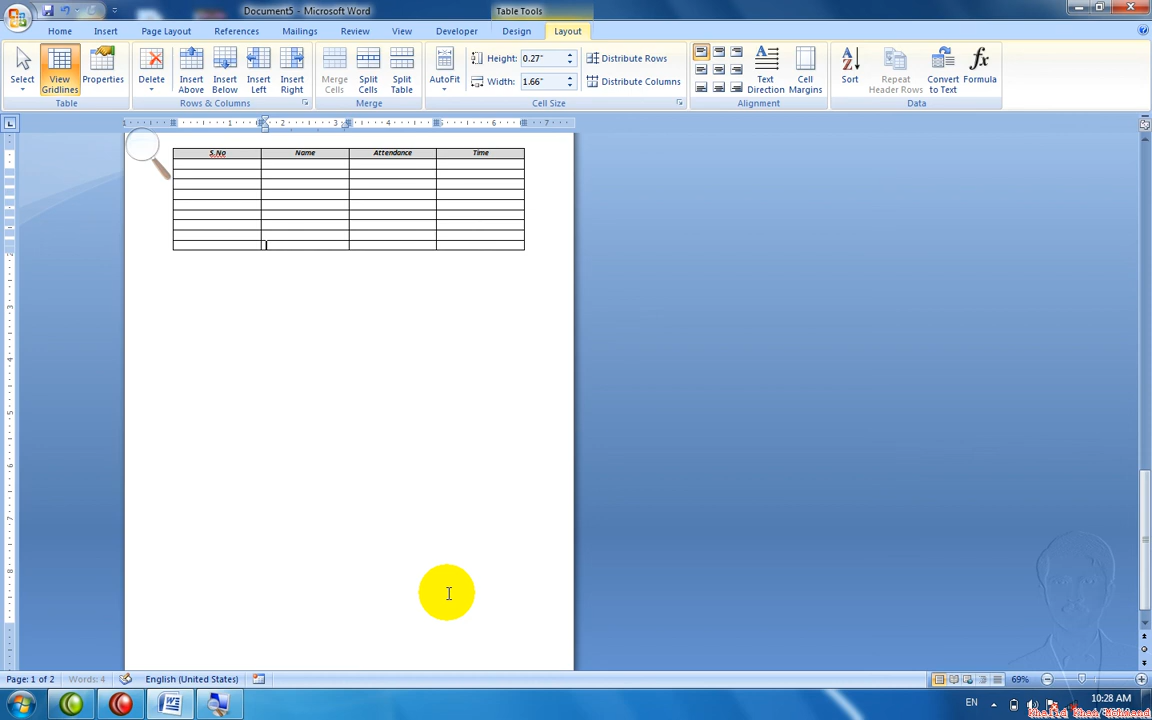 Document5 - Microsoft Word
Table Tools
Home Insert Page Layout References Mailings Review View Developer Design Layout
Select
View Gridlines
Properties
Table
Delete
Insert Above
Insert Below
Insert Left
Insert Right
Rows & Columns
Merge Cells
Split Cells
Split Table
Merge
AutoFit
Height: 0.27"
Width: 1.66"
Distribute Rows
Distribute Columns
Cell Size
Text Direction
Cell Margins
Alignment
Sort
Repeat Header Rows
Convert to Text
Formula
Data
S.No Name Attendance Time
Page: 1 of 2 Words: 4 English (United States) 69%
EN 10:28 AM